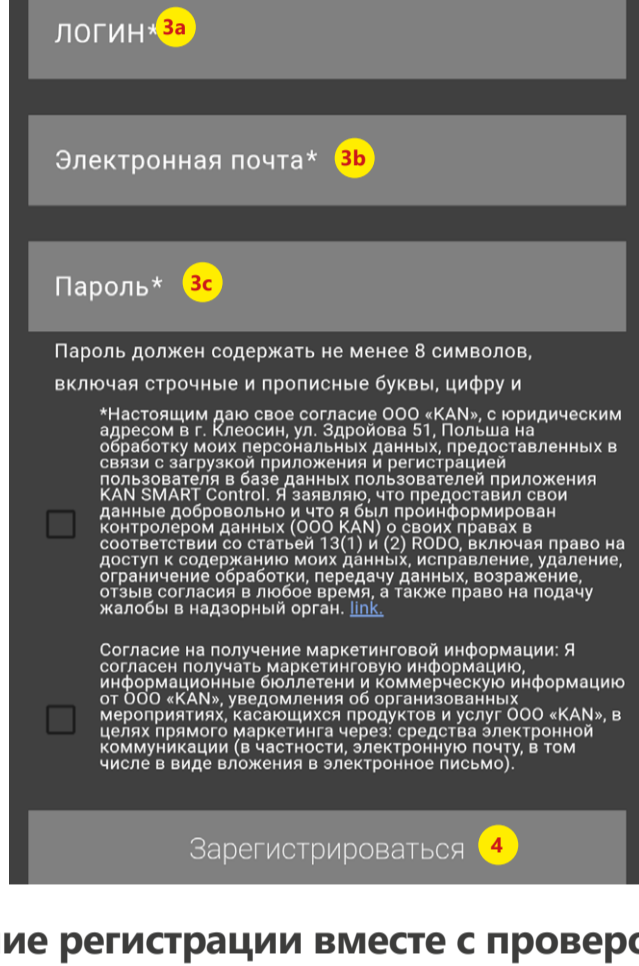 ЛОГИН* 3a
Электронная почта* 3b
Пароль* 3c
Пароль должен содержать не менее 8 символов,
включая строчные и прописные буквы, цифру и
*Настоящим даю свое согласие ООО «KAN», с юридическим
адресом в г. Клеосин, ул. Здройова 51, Польша на
обработку моих персональных данных, предоставленных в
связи с загрузкой приложения и регистрацией
пользователя в базе данных пользователей приложения
KAN SMART Control. Я заявляю, что предоставил свои
данные добровольно и что я был проинформирован
контролером данных (ООО KAN) о своих правах в
соответствии со статьей 13(1) и (2) RODO, включая право на
доступ к содержанию моих данных, исправление, удаление,
ограничение обработки, передачу данных, возражение,
отзыв согласия в любое время, а также право на подачу
жалобы в надзорный орган. link.
Согласие на получение маркетинговой информации: Я
согласен получать маркетинговую информацию,
информационные бюллетени и коммерческую информацию
от ООО «KAN», уведомления об организованных
мероприятиях, касающихся продуктов и услуг ООО «KAN», в
целях прямого маркетинга через: средства электронной
коммуникации (в частности, электронную почту, в том
числе в виде вложения в электронное письмо).
Зарегистрироваться 4
ие регистрации вместе с проверо